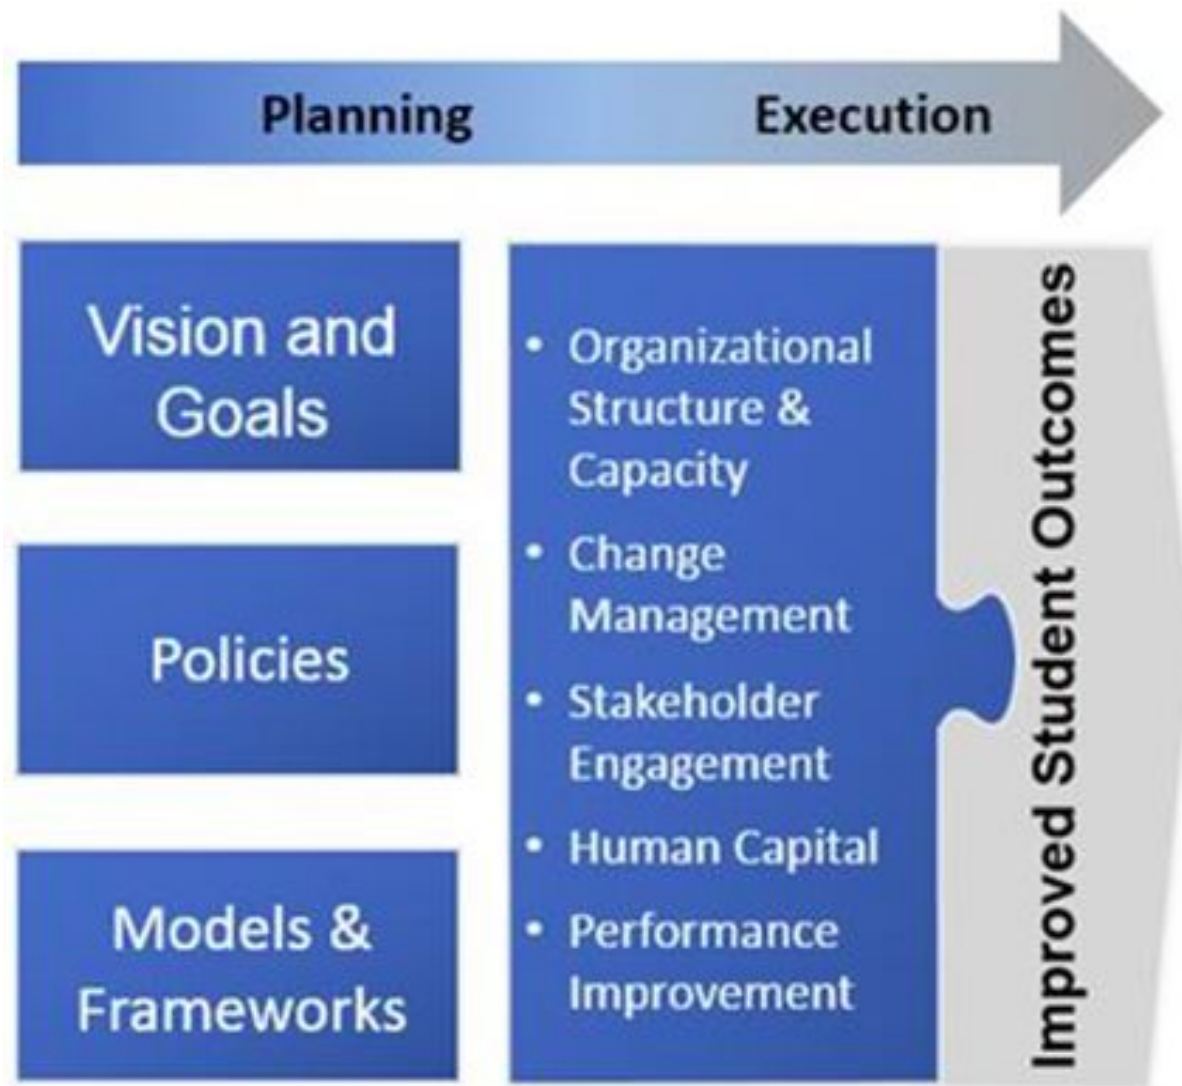 Planning Execution
Vision and
Goals
Policies
Models &
Frameworks
• Organizational
Structure &
Capacity
• Change
Management
• Stakeholder
Engagement
• Human Capital
• Performance
Improvement
Improved Student Outcomes